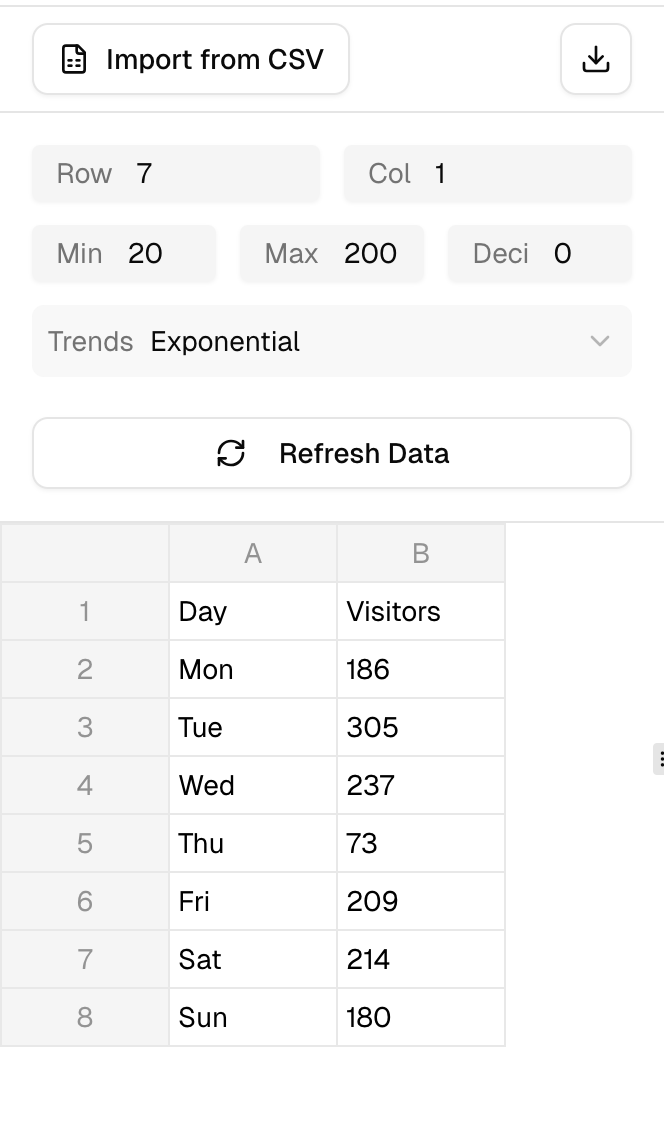 Import from CSV
Row 7 Col 1
Min 20 Max 200 Deci 0
Trends Exponential
Refresh Data
A B
1 Day Visitors
2 Mon 186
3 Tue 305
4 Wed 237
5 Thu 73
6 Fri 209
7 Sat 214
8 Sun 180